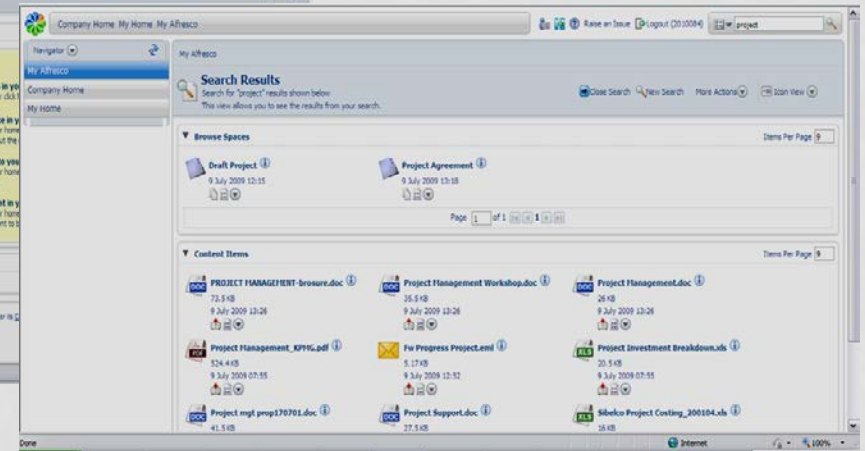 Company Home My Home My Alfresco
Raise an Issue Logout (2010084) project
Navigator
My Alfresco
Company Home
My Home
My Alfresco
Search Results
Search for "project" results shown below
This view allows you to see the results from your search.
Close Search New Search More Actions Icon View
Browse Spaces Items Per Page 9
Draft Project Project Agreement
9 July 2009 12:15 9 July 2009 13:18
Page 1 of 1 1
Content Items Items Per Page 9
PROJECT MANAGEMENT-brosure.doc Project Management Workshop.doc Project Management.doc
73.5 KB 35.5 KB 26 KB
9 July 2009 13:26 9 July 2009 13:26 9 July 2009 13:26
Project Management_KPMG.pdf Fw Progress Project.eml Project Investment Breakdown.xls
524.4 KB 5.17 KB 20.5 KB
9 July 2009 07:55 9 July 2009 12:52 9 July 2009 07:55
Project mgt prop170701.doc Project Support.doc Sibelco Project Costing_200104.xls
41.5 KB 27.5 KB 16 KB
Done Internet 100%